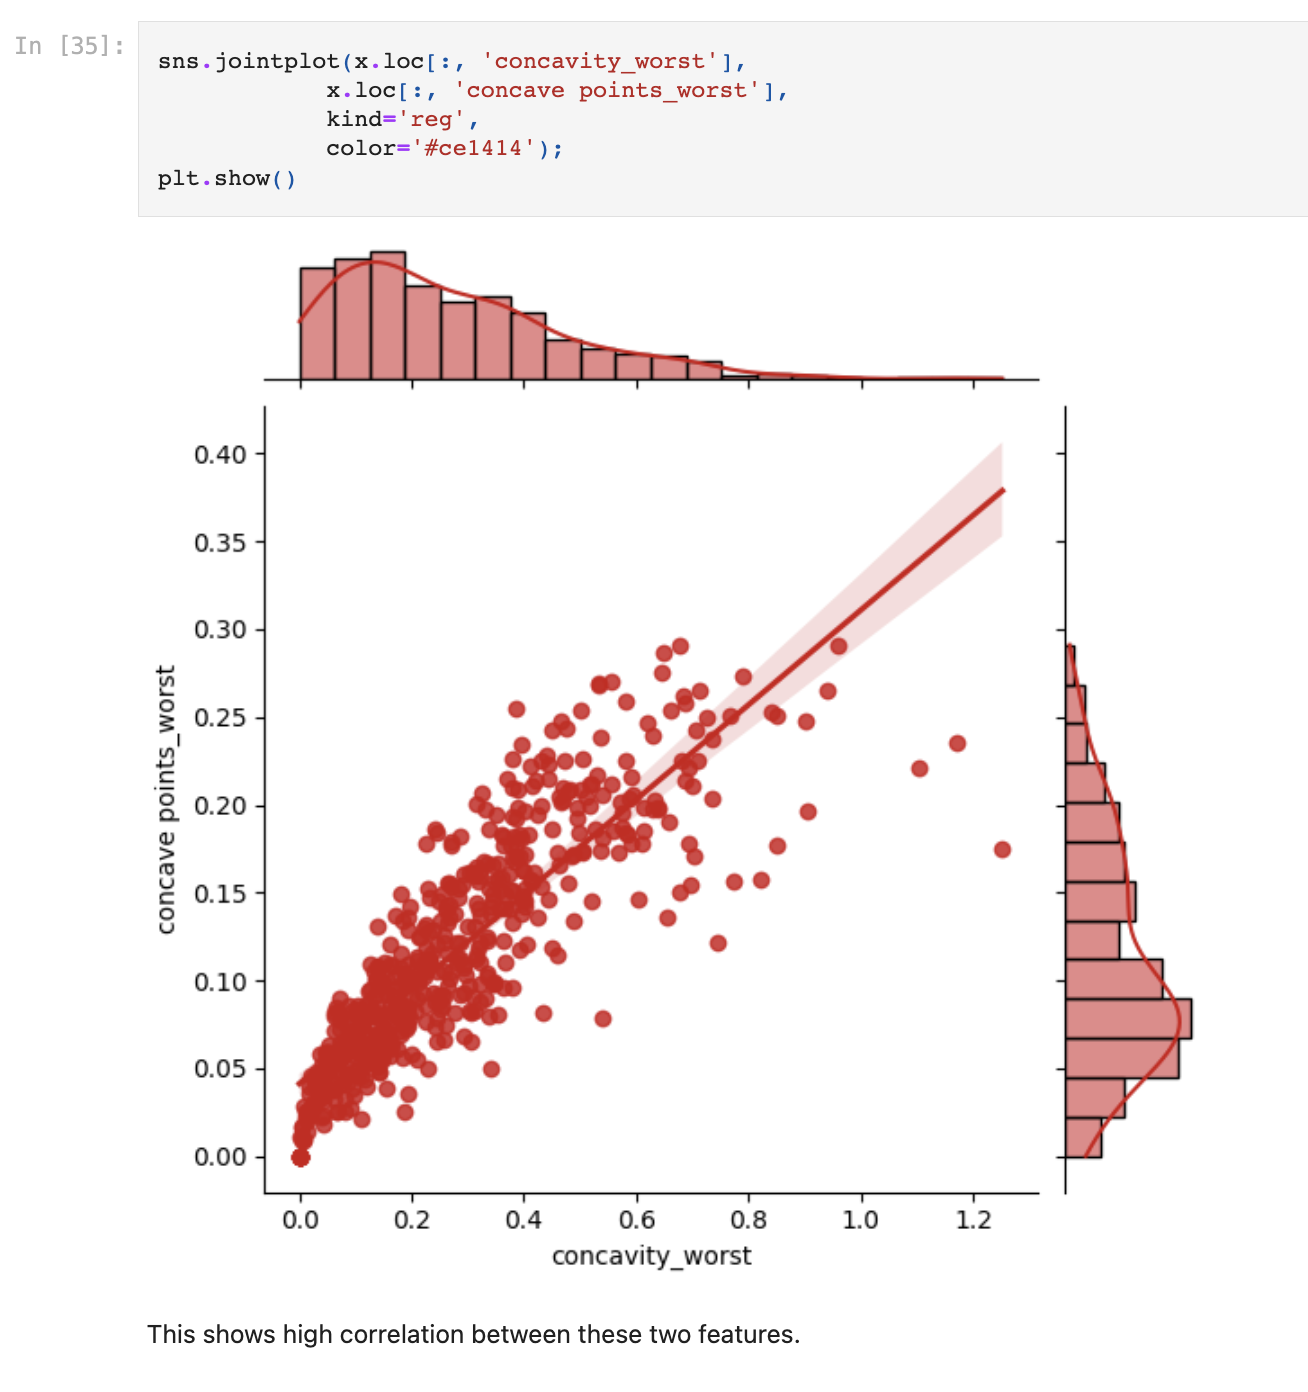 In [35]:
sns.jointplot(x.loc[:, 'concavity_worst'],
x.loc[:, 'concave points_worst'],
kind='reg',
color='#ce1414');
plt.show()
0.40
0.35
0.30
0.25
0.20
0.15
0.10
0.05
0.00
concave points_worst
0.0 0.2 0.4 0.6 0.8 1.0 1.2
concavity_worst
This shows high correlation between these two features.